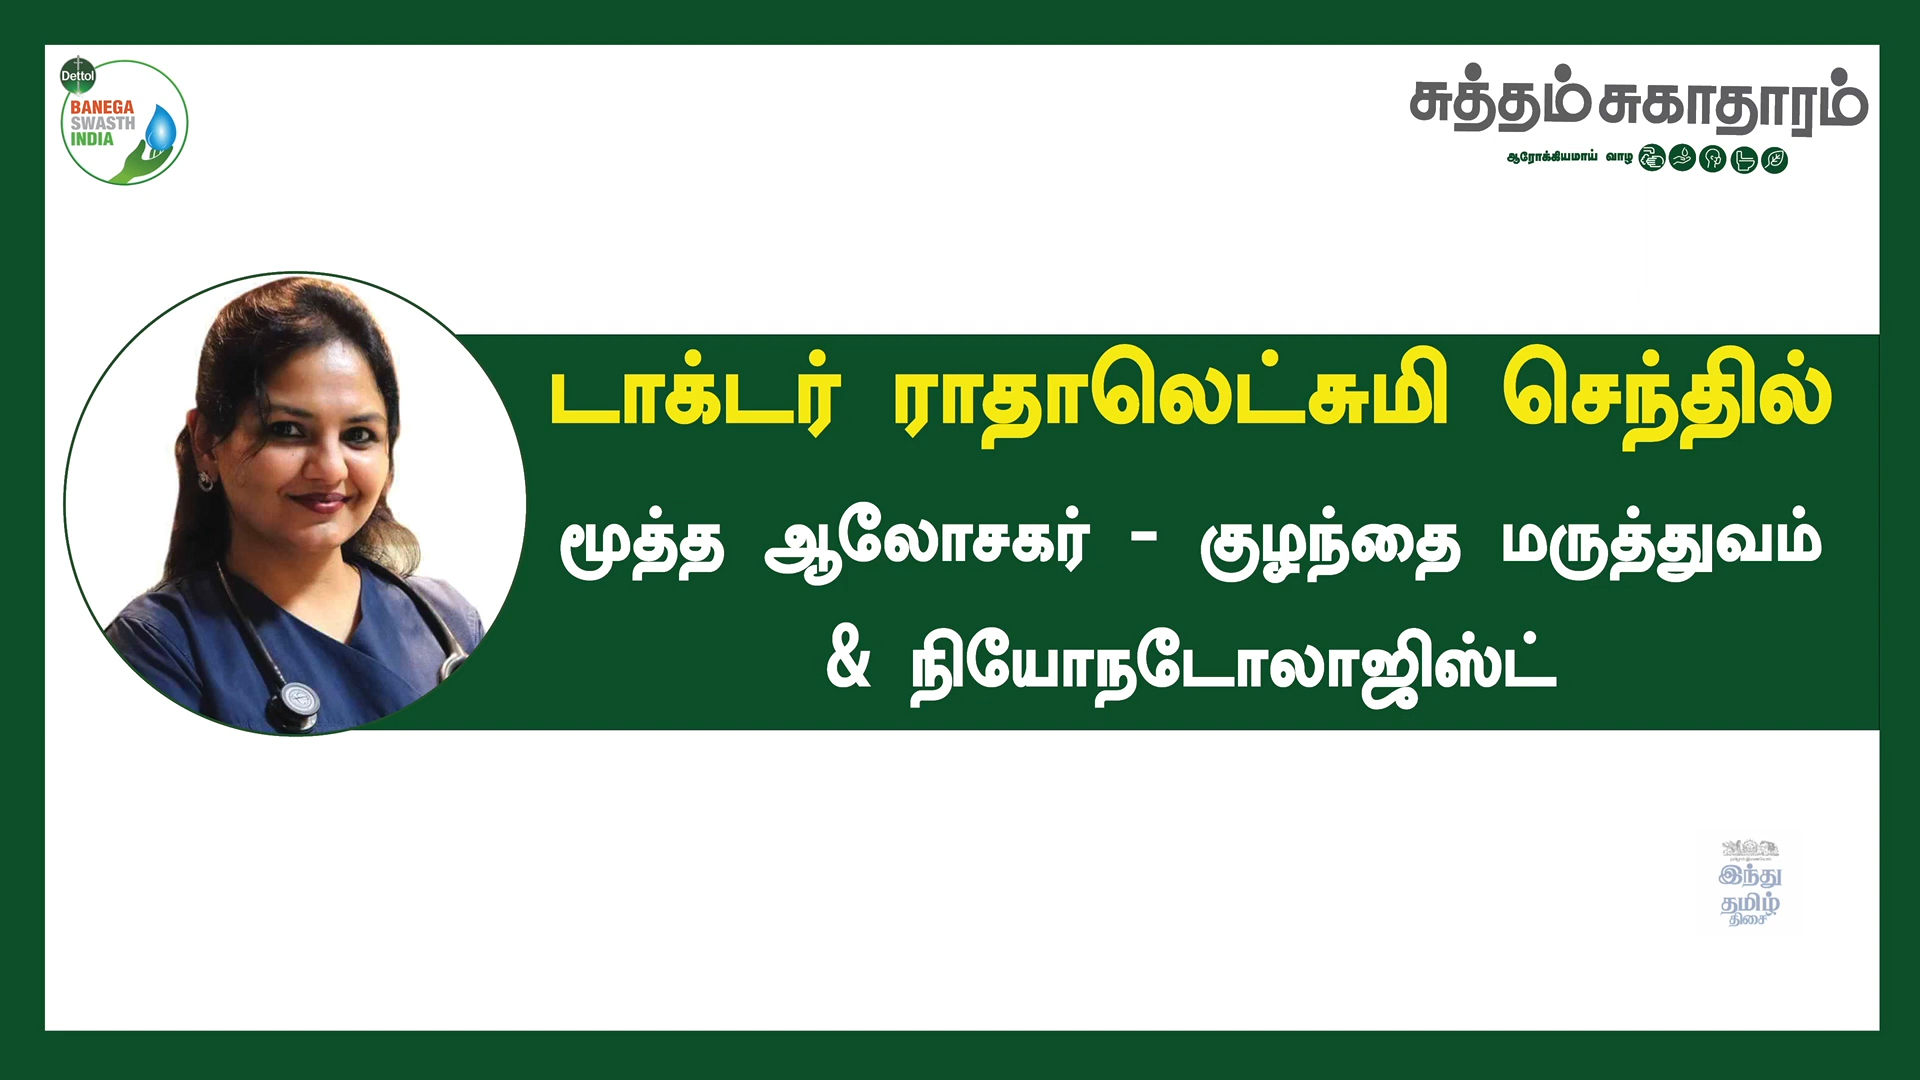 Dettol
BANEGA
SWASTH
INDIA
சுத்தம் சுகாதாரம்
ஆரோக்கியமாய் வாழ
டாக்டர் ராதாலெட்சுமி செந்தில்
மூத்த ஆலோசகர் - குழந்தை மருத்துவம்
& நியோநடோலாஜிஸ்ட்
இந்து
தமிழ்
திசை